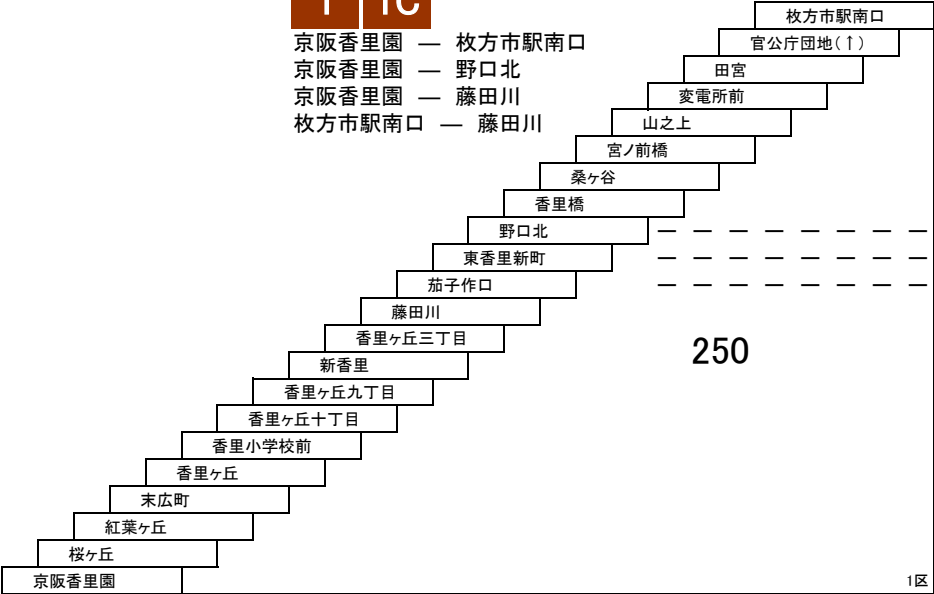 1 1C
京阪香里園 ― 枚方市駅南口
京阪香里園 ― 野口北
京阪香里園 ― 藤田川
枚方市駅南口 ― 藤田川
枚方市駅南口
官公庁団地(↑)
田宮
変電所前
山之上
宮ノ前橋
桑ヶ谷
香里橋
野口北
東香里新町
茄子作口
藤田川
香里ヶ丘三丁目
250
新香里
香里ヶ丘九丁目
香里ヶ丘十丁目
香里小学校前
香里ヶ丘
末広町
紅葉ヶ丘
桜ヶ丘
京阪香里園
1区